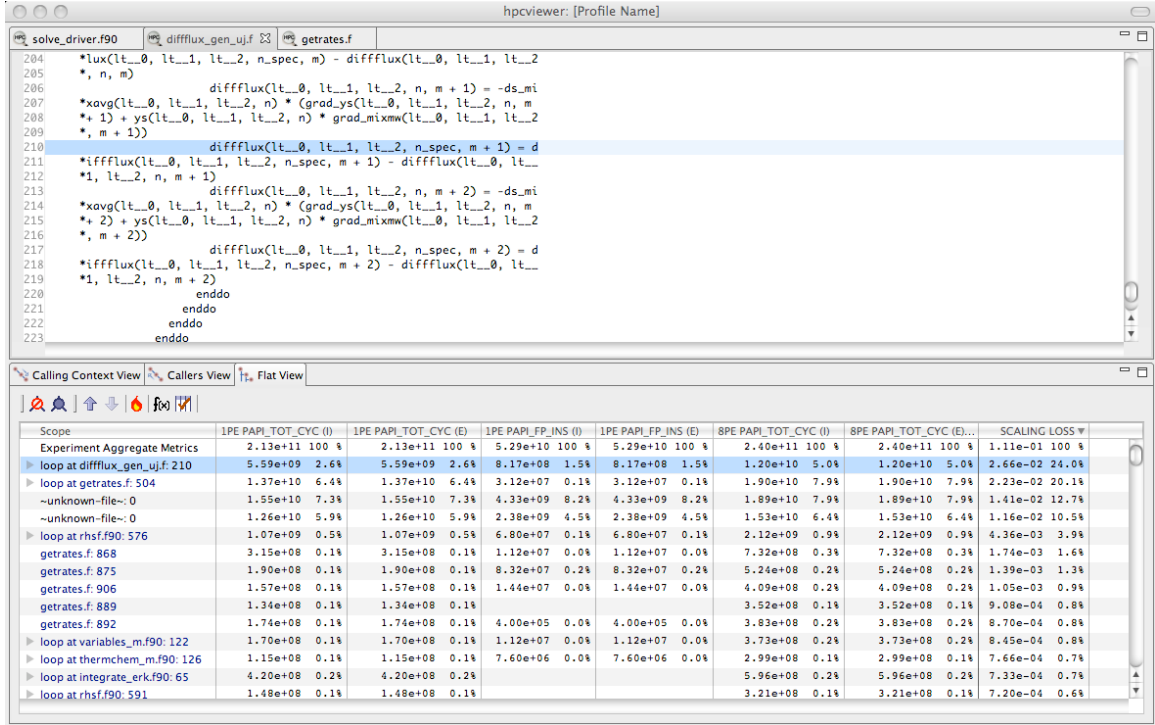 hpcviewer: [Profile Name]
solve_driver.f90 diffflux_gen_uj.f getrates.f
204 *lux(lt__0, lt__1, lt__2, n_spec, m) - diffflux(lt__0, lt__1, lt__2
205 *, n, m)
206 diffflux(lt__0, lt__1, lt__2, n, m + 1) = -ds_mi
207 *xavg(lt__0, lt__1, lt__2, n) * (grad_ys(lt__0, lt__1, lt__2, n, m
208 *+ 1) + ys(lt__0, lt__1, lt__2, n) * grad_mixmw(lt__0, lt__1, lt__2
209 *, m + 1))
210 diffflux(lt__0, lt__1, lt__2, n_spec, m + 1) = d
211 *iffflux(lt__0, lt__1, lt__2, n_spec, m + 1) - diffflux(lt__0, lt__
212 *1, lt__2, n, m + 1)
213 diffflux(lt__0, lt__1, lt__2, n, m + 2) = -ds_mi
214 *xavg(lt__0, lt__1, lt__2, n) * (grad_ys(lt__0, lt__1, lt__2, n, m
215 *+ 2) + ys(lt__0, lt__1, lt__2, n) * grad_mixmw(lt__0, lt__1, lt__2
216 *, m + 2))
217 diffflux(lt__0, lt__1, lt__2, n_spec, m + 2) = d
218 *iffflux(lt__0, lt__1, lt__2, n_spec, m + 2) - diffflux(lt__0, lt__
219 *1, lt__2, n, m + 2)
220 enddo
221 enddo
222 enddo
223 enddo
Calling Context View Callers View Flat View
f(x)
Scope 1PE PAPI_TOT_CYC (I) 1PE PAPI_TOT_CYC (E) 1PE PAPI_FP_INS (I) 1PE PAPI_FP_INS (E) 8PE PAPI_TOT_CYC (I) 8PE PAPI_TOT_CYC (E)... SCALING LOSS
Experiment Aggregate Metrics 2.13e+11 100 % 2.13e+11 100 % 5.29e+10 100 % 5.29e+10 100 % 2.40e+11 100 % 2.40e+11 100 % 1.11e-01 100 %
loop at diffflux_gen_uj.f: 210 5.59e+09 2.6% 5.59e+09 2.6% 8.17e+08 1.5% 8.17e+08 1.5% 1.20e+10 5.0% 1.20e+10 5.0% 2.66e-02 24.0%
loop at getrates.f: 504 1.37e+10 6.4% 1.37e+10 6.4% 3.12e+07 0.1% 3.12e+07 0.1% 1.90e+10 7.9% 1.90e+10 7.9% 2.23e-02 20.1%
~unknown-file~: 0 1.55e+10 7.3% 1.55e+10 7.3% 4.33e+09 8.2% 4.33e+09 8.2% 1.89e+10 7.9% 1.89e+10 7.9% 1.41e-02 12.7%
~unknown-file~: 0 1.26e+10 5.9% 1.26e+10 5.9% 2.38e+09 4.5% 2.38e+09 4.5% 1.53e+10 6.4% 1.53e+10 6.4% 1.16e-02 10.5%
loop at rhsf.f90: 576 1.07e+09 0.5% 1.07e+09 0.5% 6.80e+07 0.1% 6.80e+07 0.1% 2.12e+09 0.9% 2.12e+09 0.9% 4.36e-03 3.9%
getrates.f: 868 3.15e+08 0.1% 3.15e+08 0.1% 1.12e+07 0.0% 1.12e+07 0.0% 7.32e+08 0.3% 7.32e+08 0.3% 1.74e-03 1.6%
getrates.f: 875 1.90e+08 0.1% 1.90e+08 0.1% 8.32e+07 0.2% 8.32e+07 0.2% 5.24e+08 0.2% 5.24e+08 0.2% 1.39e-03 1.3%
getrates.f: 906 1.57e+08 0.1% 1.57e+08 0.1% 1.44e+07 0.0% 1.44e+07 0.0% 4.09e+08 0.2% 4.09e+08 0.2% 1.05e-03 0.9%
getrates.f: 889 1.34e+08 0.1% 1.34e+08 0.1% 3.52e+08 0.1% 3.52e+08 0.1% 9.08e-04 0.8%
getrates.f: 892 1.74e+08 0.1% 1.74e+08 0.1% 4.00e+05 0.0% 4.00e+05 0.0% 3.83e+08 0.2% 3.83e+08 0.2% 8.70e-04 0.8%
loop at variables_m.f90: 122 1.70e+08 0.1% 1.70e+08 0.1% 1.12e+07 0.0% 1.12e+07 0.0% 3.73e+08 0.2% 3.73e+08 0.2% 8.45e-04 0.8%
loop at thermchem_m.f90: 126 1.15e+08 0.1% 1.15e+08 0.1% 7.60e+06 0.0% 7.60e+06 0.0% 2.99e+08 0.1% 2.99e+08 0.1% 7.66e-04 0.7%
loop at integrate_erk.f90: 65 4.20e+08 0.2% 4.20e+08 0.2% 5.96e+08 0.2% 5.96e+08 0.2% 7.33e-04 0.7%
loop at rhsf.f90: 591 1.48e+08 0.1% 1.48e+08 0.1% 3.21e+08 0.1% 3.21e+08 0.1% 7.20e-04 0.6%